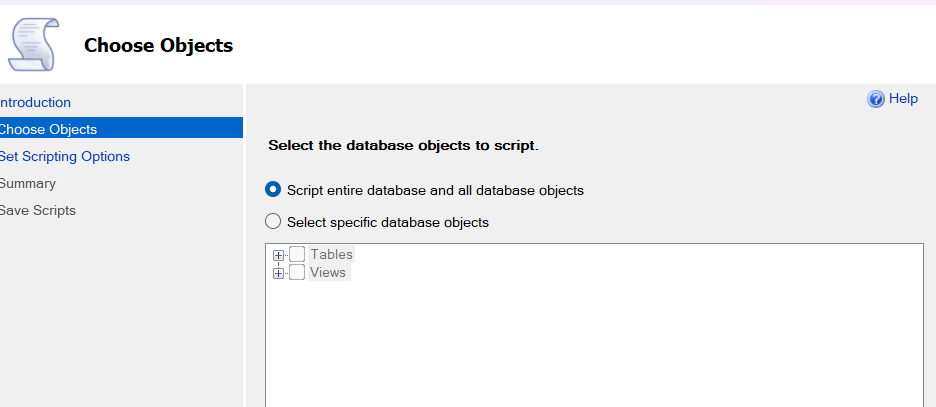 Choose Objects
ntroduction
Help
Choose Objects
Select the database objects to script.
Set Scripting Options
Summary
Script entire database and all database objects
Save Scripts
Select specific database objects
Tables
Views